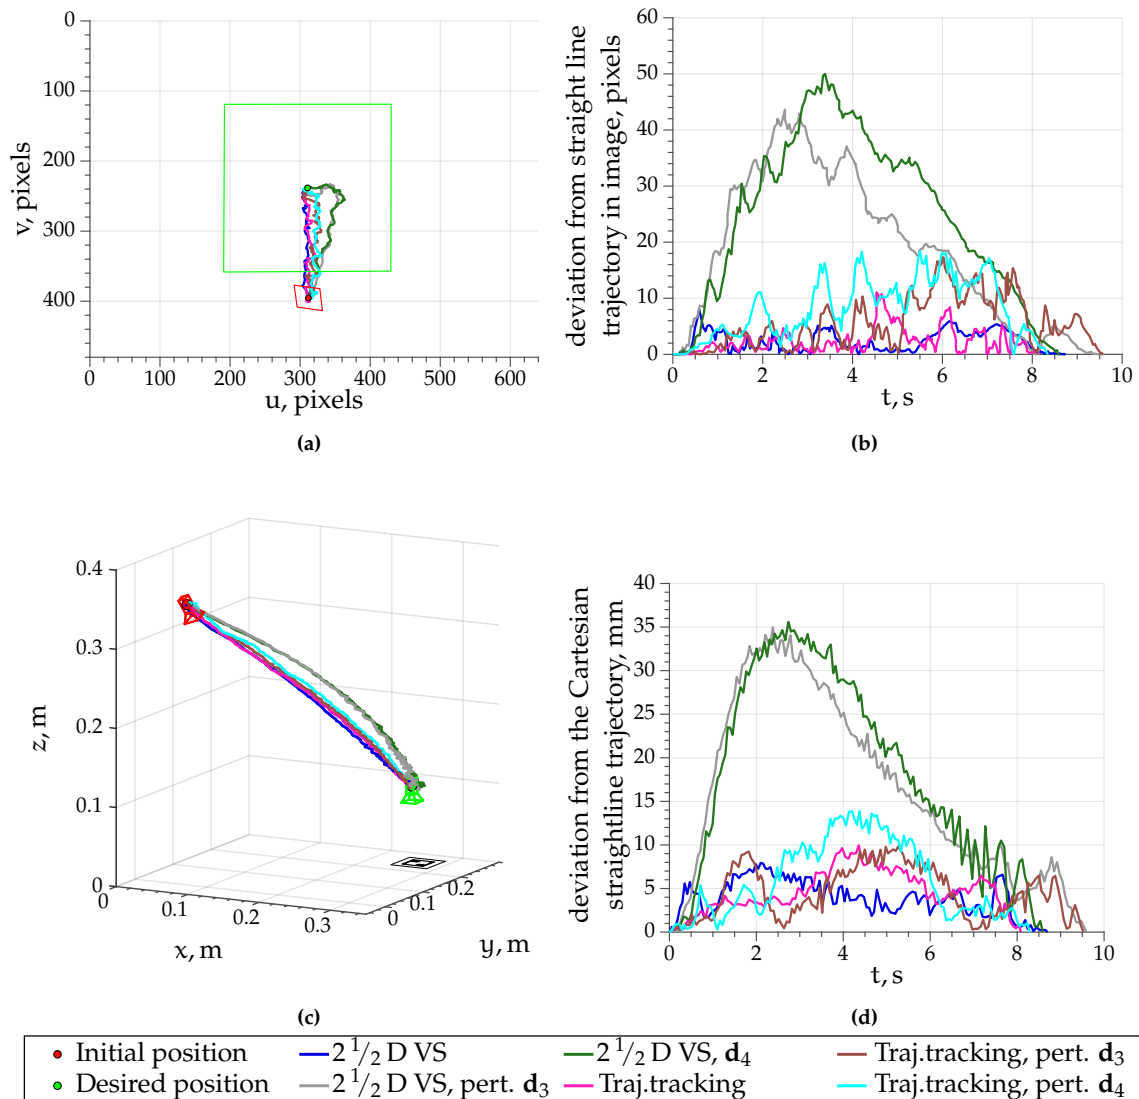 0
100
200
300
400
v, pixels
0 100 200 300 400 500 600
u, pixels
(a)
60
50
40
30
20
10
0
deviation from straight line
trajectory in image, pixels
0 2 4 6 8 10
t, s
(b)
0.4
0.3
0.2
0.1
0
z, m
0.1 0.2 0.3
x, m
0 0.1 0.2
y, m
(c)
40
35
30
25
20
15
10
5
0
deviation from the Cartesian
straightline trajectory, mm
0 2 4 6 8 10
t, s
(d)
Initial position 2 1/2 D VS 2 1/2 D VS, d4 Traj.tracking, pert. d3
Desired position 2 1/2 D VS, pert. d3 Traj.tracking Traj.tracking, pert. d4